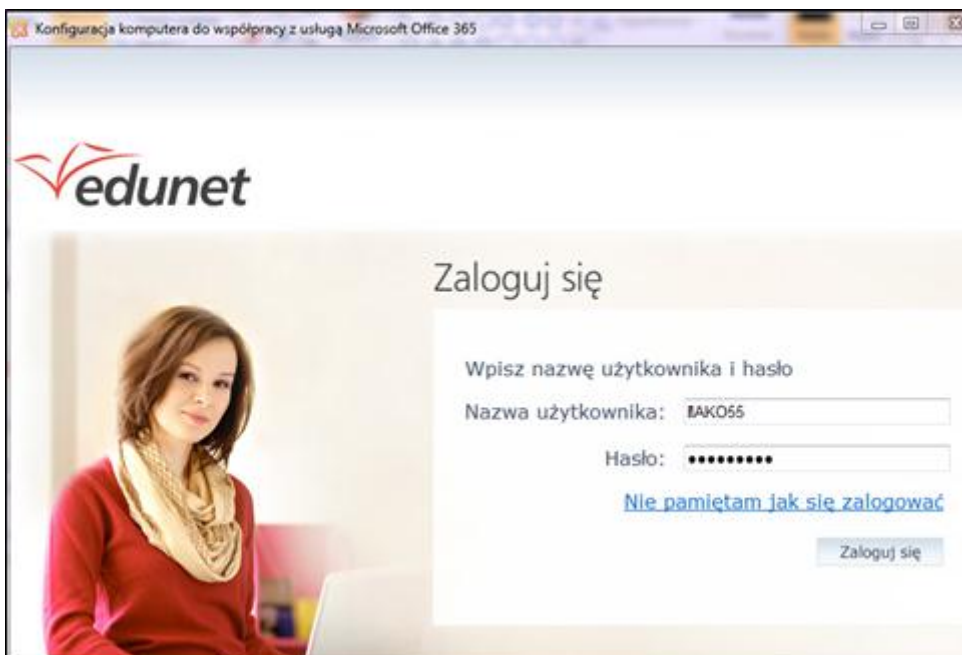 Konfiguracja komputera do współpracy z usługą Microsoft Office 365
edunet
Zaloguj się
Wpisz nazwę użytkownika i hasło
Nazwa użytkownika:
Hasło: •••••••••
Nie pamiętam jak się zalogować
Zaloguj się